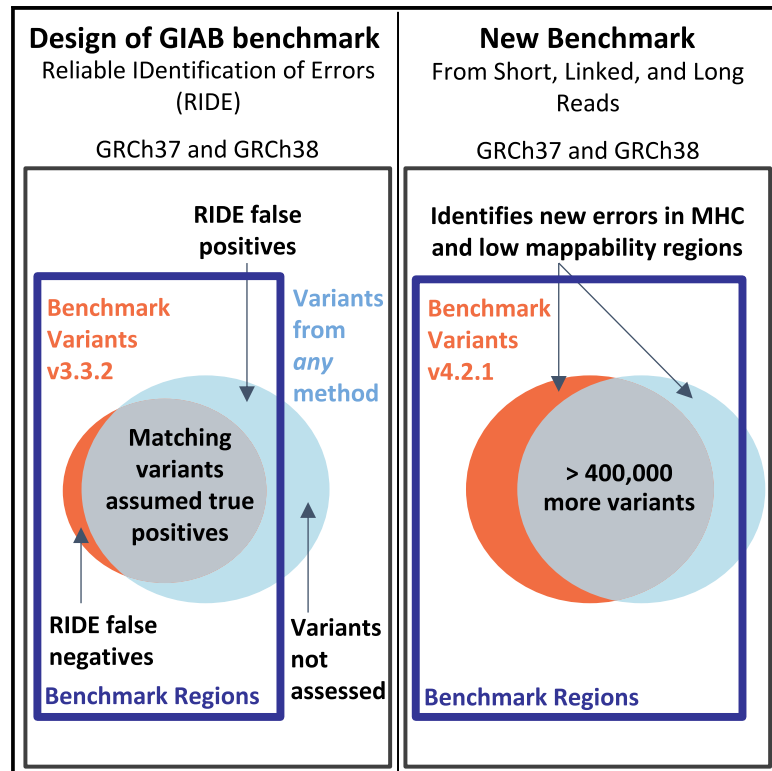 Design of GIAB benchmark
Reliable IDentification of Errors
(RIDE)
GRCh37 and GRCh38
RIDE false
positives
Benchmark
Variants
v3.3.2
Variants
from
any
method
Matching
variants
assumed true
positives
RIDE false
negatives
Variants
not
assessed
Benchmark Regions
New Benchmark
From Short, Linked, and Long
Reads
GRCh37 and GRCh38
Identifies new errors in MHC
and low mappability regions
Benchmark
Variants
v4.2.1
> 400,000
more variants
Benchmark Regions